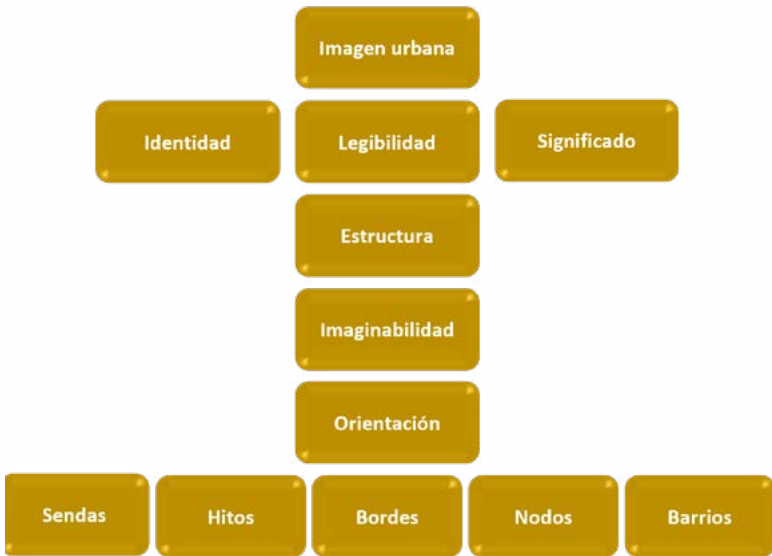 Imagen urbana
Identidad
Legibilidad
Significado
Estructura
Imaginabilidad
Orientación
Sendas
Hitos
Bordes
Nodos
Barrios